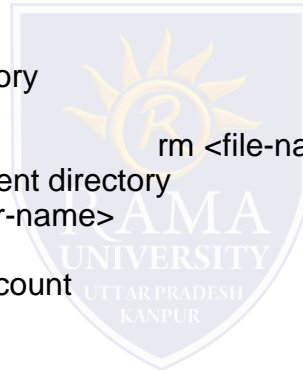 ory
rm <file-na
ent directory
r-name>
count
R
RAMA
UNIVERSITY
UTTAR PRADESH
KANPUR